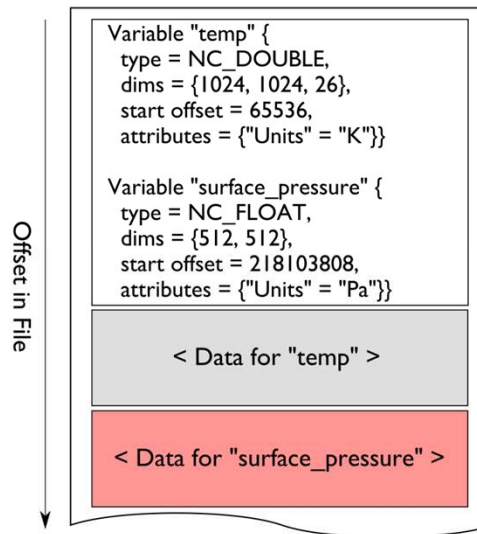 Variable "temp" {
type = NC_DOUBLE,
dims = {1024, 1024, 26},
start offset = 65536,
attributes = {"Units" = "K"}}
Variable "surface_pressure" {
type = NC_FLOAT,
dims = {512, 512},
start offset = 218103808,
attributes = {"Units" = "Pa"}}
< Data for "temp" >
< Data for "surface_pressure" >
Offset in File